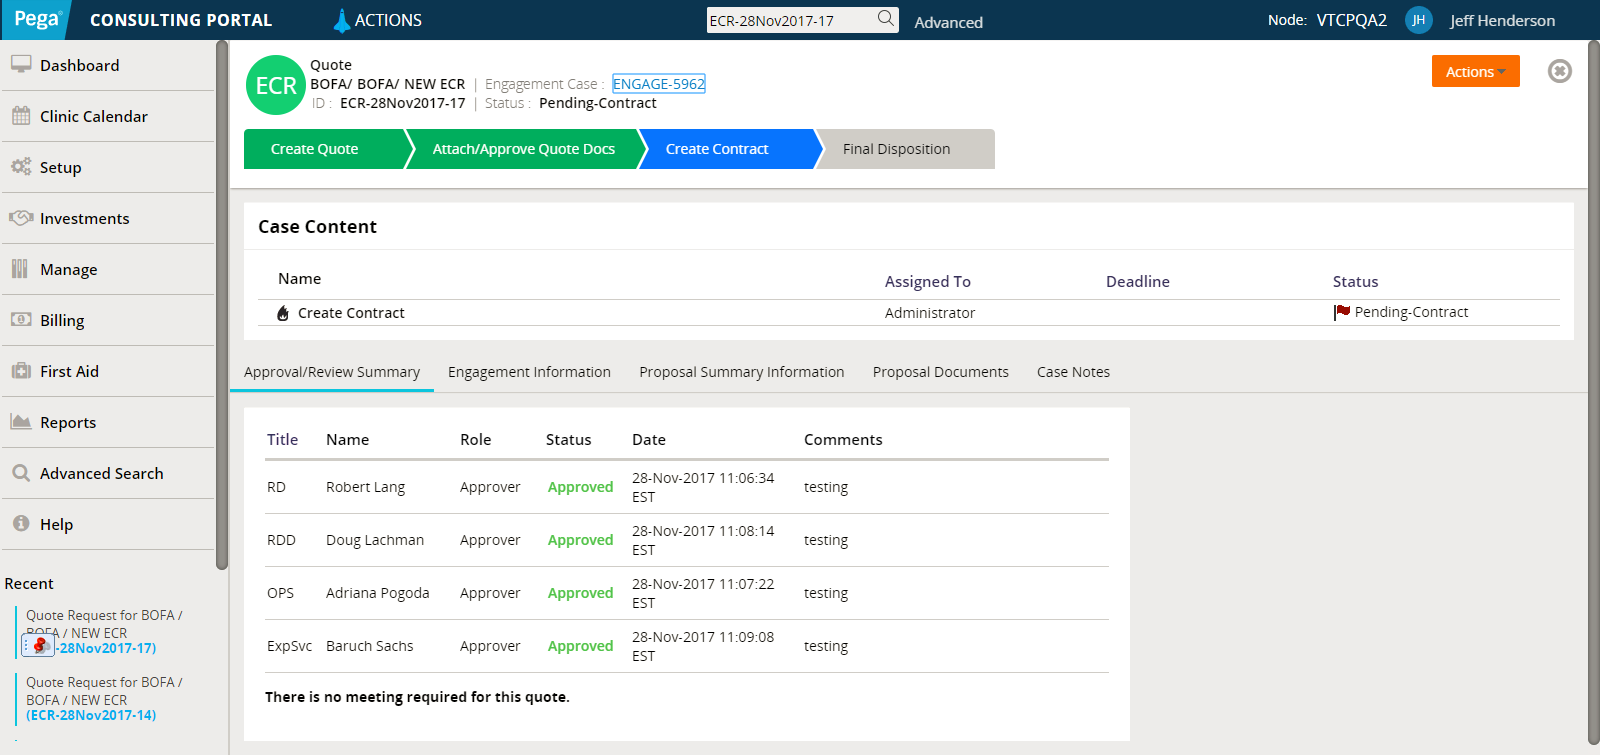 Pega CONSULTING PORTAL ACTIONS ECR-28Nov2017-17 Advanced Node: VTCPQA2 JH Jeff Henderson
Dashboard
Clinic Calendar
Setup
Investments
Manage
Billing
First Aid
Reports
Advanced Search
Help
Recent
Quote Request for BOFA /
BOFA / NEW ECR
-28Nov2017-17)
Quote Request for BOFA /
BOFA / NEW ECR
(ECR-28Nov2017-14)
ECR
Quote
BOFA/ BOFA/ NEW ECR | Engagement Case : ENGAGE-5962
ID : ECR-28Nov2017-17 | Status : Pending-Contract
Actions
Create Quote Attach/Approve Quote Docs Create Contract Final Disposition
Case Content
Name Assigned To Deadline Status
Create Contract Administrator Pending-Contract
Approval/Review Summary Engagement Information Proposal Summary Information Proposal Documents Case Notes
Title Name Role Status Date Comments
RD Robert Lang Approver Approved 28-Nov-2017 11:06:34 EST testing
RDD Doug Lachman Approver Approved 28-Nov-2017 11:08:14 EST testing
OPS Adriana Pogoda Approver Approved 28-Nov-2017 11:07:22 EST testing
ExpSvc Baruch Sachs Approver Approved 28-Nov-2017 11:09:08 EST testing
There is no meeting required for this quote.